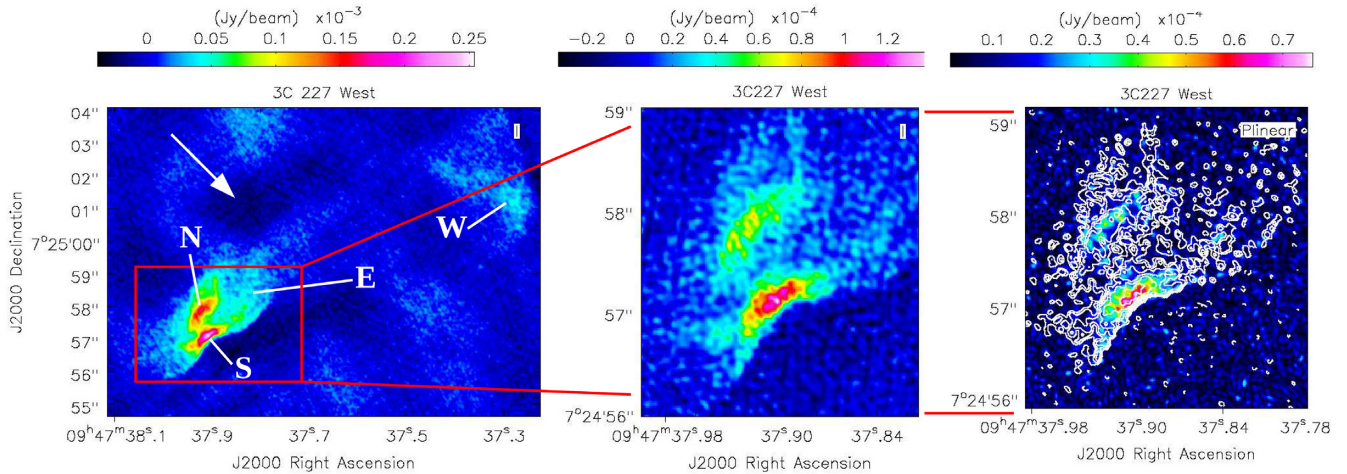 (Jy/beam) x10⁻³
0 0.05 0.1 0.15 0.2 0.25
3C 227 West
I
04''
03''
02''
01''
7°25'00''
59''
58''
57''
56''
55''
J2000 Declination
N
S
E
W
09ʰ47ᵐ38ˢ.1 37ˢ.9 37ˢ.7 37ˢ.5 37ˢ.3
J2000 Right Ascension
(Jy/beam) x10⁻⁴
-0.2 0 0.2 0.4 0.6 0.8 1 1.2
3C227 West
I
59''
58''
57''
7°24'56''
09ʰ47ᵐ37ˢ.98 37ˢ.90 37ˢ.84
J2000 Right Ascension
(Jy/beam) x10⁻⁴
0.1 0.2 0.3 0.4 0.5 0.6 0.7
3C227 West
Plinear
59''
58''
57''
7°24'56''
09ʰ47ᵐ37ˢ.98 37ˢ.90 37ˢ.84 37ˢ.78
J2000 Right Ascension